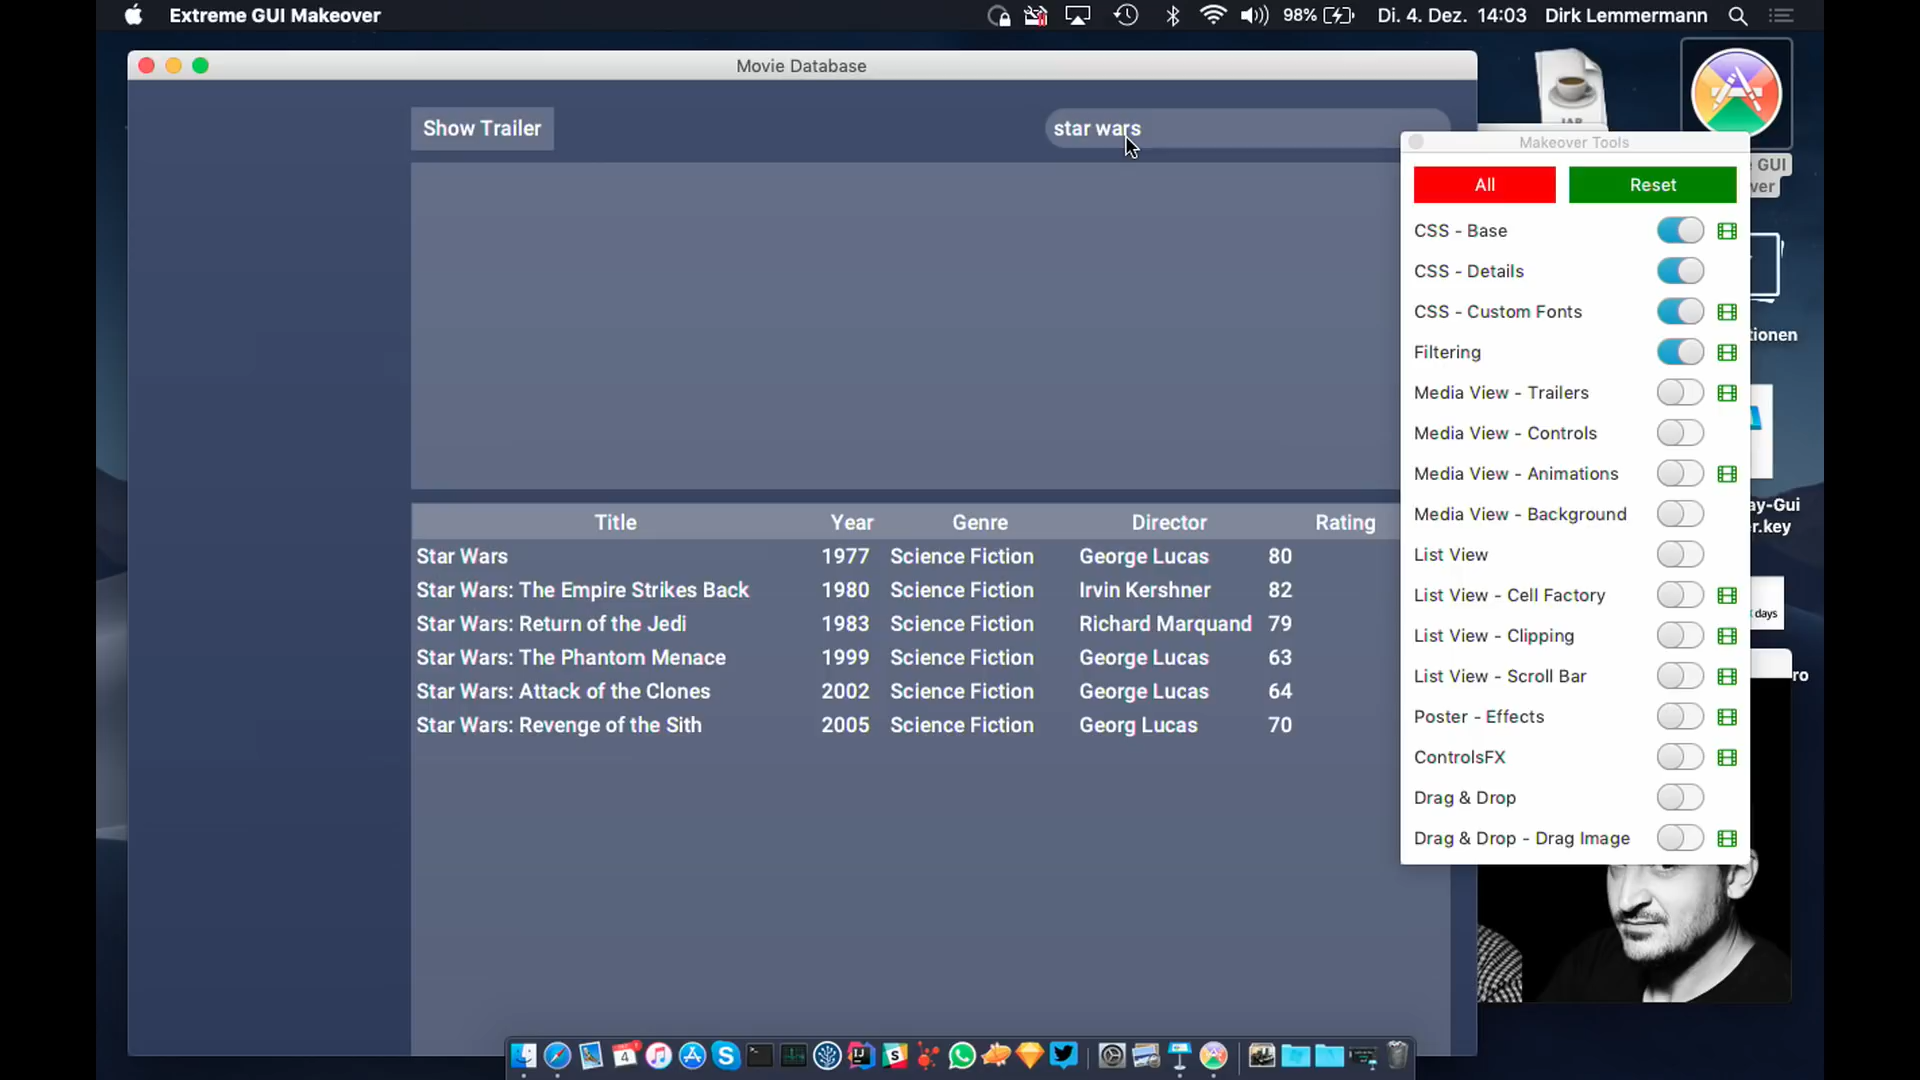 Extreme GUI Makeover 98% Di. 4. Dez. 14:03 Dirk Lemmermann
Movie Database
Show Trailer
star wars
Title Year Genre Director Rating
Star Wars 1977 Science Fiction George Lucas 80
Star Wars: The Empire Strikes Back 1980 Science Fiction Irvin Kershner 82
Star Wars: Return of the Jedi 1983 Science Fiction Richard Marquand 79
Star Wars: The Phantom Menace 1999 Science Fiction George Lucas 63
Star Wars: Attack of the Clones 2002 Science Fiction George Lucas 64
Star Wars: Revenge of the Sith 2005 Science Fiction Georg Lucas 70
Makeover Tools
All Reset
CSS - Base
CSS - Details
CSS - Custom Fonts
Filtering
Media View - Trailers
Media View - Controls
Media View - Animations
Media View - Background
List View
List View - Cell Factory
List View - Clipping
List View - Scroll Bar
Poster - Effects
ControlsFX
Drag & Drop
Drag & Drop - Drag Image
GUI
ver
tionen
ay-Gui
er.key
days
ro
4